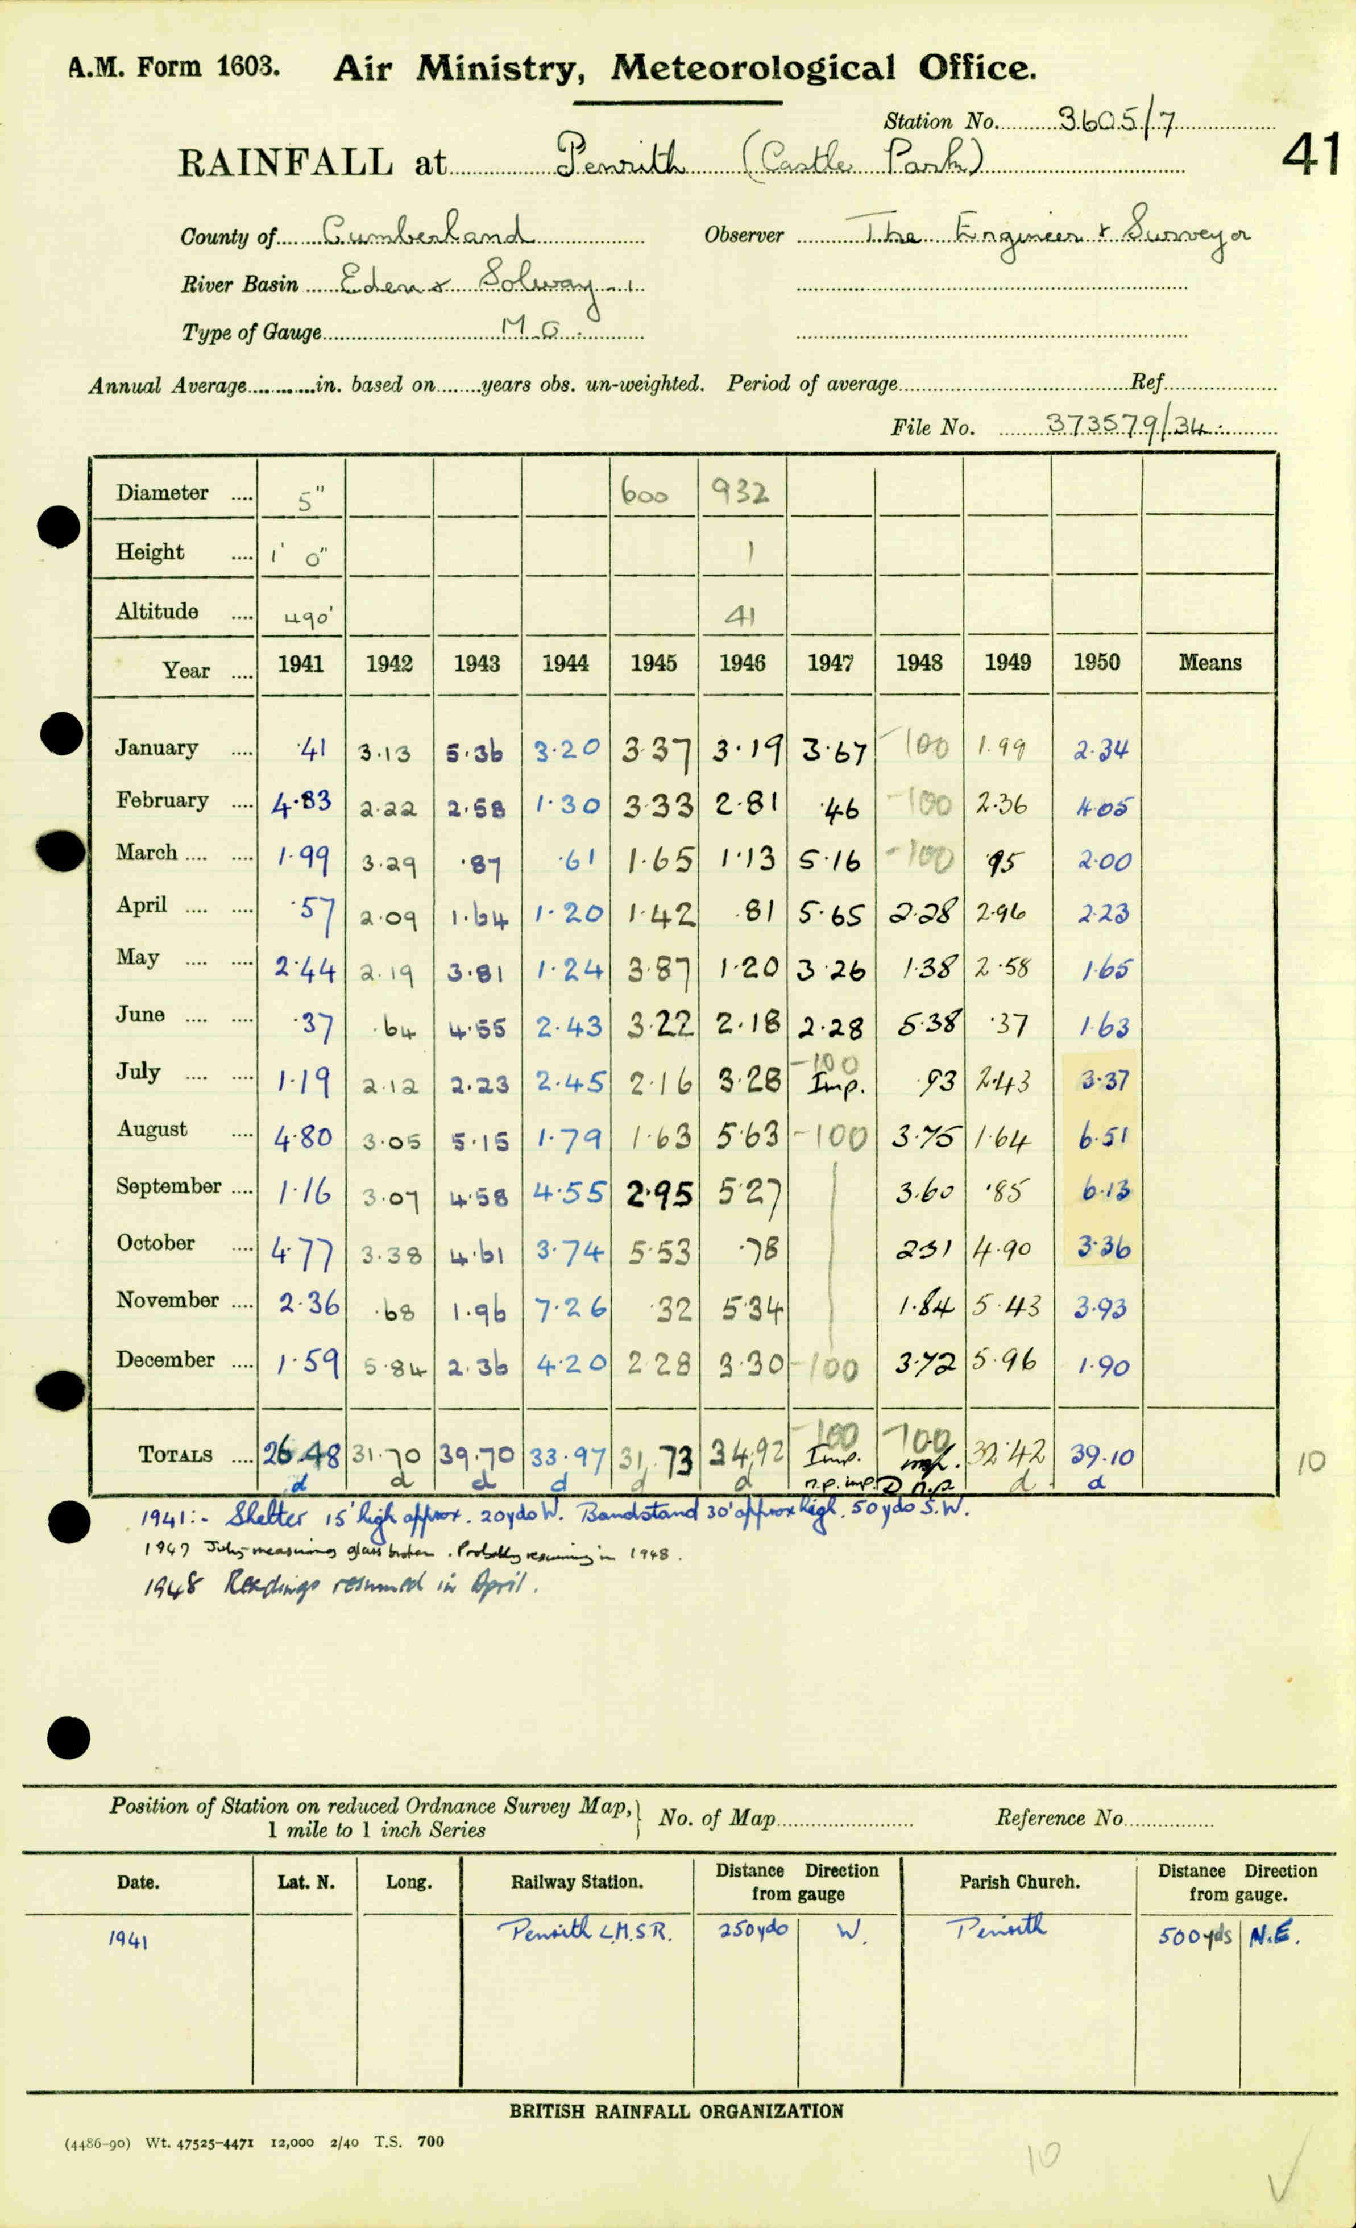 A.M. Form 1603. Air Ministry, Meteorological Office.
Station No. 3605/7
41
RAINFALL at Penrith (Castle Park)
County of Cumberland Observer The Engineer & Surveyor
River Basin Eden & Solway - 1
Type of Gauge M.O.
Annual Average in. based on years obs. un-weighted. Period of average Ref.
File No. 373579/34.
Diameter .... 5" 600 932
Height .... 1' 0" 1
Altitude .... 490' 41
Year .... 1941 1942 1943 1944 1945 1946 1947 1948 1949 1950 Means
January .... ·41 3·13 5·36 3·20 3·37 3·19 3·67 -100 1·99 2·34
February .... 4·83 2·22 2·58 1·30 3·33 2·81 ·46 -100 2·36 4·05
March .... .... 1·99 3·29 ·87 ·61 1·65 1·13 5·16 -100 ·95 2·00
April .... .... ·57 2·09 1·64 1·20 1·42 ·81 5·65 2·28 2·96 2·23
May .... .... 2·44 2·19 3·81 1·24 3·87 1·20 3·26 1·38 2·58 1·65
June .... .... ·37 ·64 4·55 2·43 3·22 2·18 2·28 5·38 ·37 1·63
July .... .... 1·19 2·12 2·23 2·45 2·16 3·28 -100 Imp. ·93 2·43 3·37
August .... 4·80 3·05 5·15 1·79 1·63 5·63 -100 3·75 1·64 6·51
September .... 1·16 3·07 4·58 4·55 2·95 5·27 3·60 ·85 6·13
October .... 4·77 3·38 4·61 3·74 5·53 ·78 2·31 4·90 3·36
November .... 2·36 ·68 1·96 7·26 ·32 5·34 1·84 5·43 3·93
December .... 1·59 5·84 2·36 4·20 2·28 3·30 -100 3·72 5·96 1·90
-100 -100
TOTALS .... 26·48 31·70 39·70 33·97 31·73 34·92 Imp. imp. 32·42 39·10 10
d d d d d d n.p. imp. D n.p. d d
1941:- Shelter 15' high approx. 20yds W. Bandstand 30' approx high. 50yds S.W.
1947 July measuring glass broken. Probably resuming in 1948.
1948 Readings resumed in April.
Position of Station on reduced Ordnance Survey Map, 1 mile to 1 inch Series } No. of Map Reference No.
Date. Lat. N. Long. Railway Station. Distance Direction from gauge Parish Church. Distance Direction from gauge.
1941 Penrith L.M.S.R. 250yds W. Penrith 500yds N.E.
BRITISH RAINFALL ORGANIZATION
(4486-90) Wt. 47525-4471 12,000 2/40 T.S. 700
10